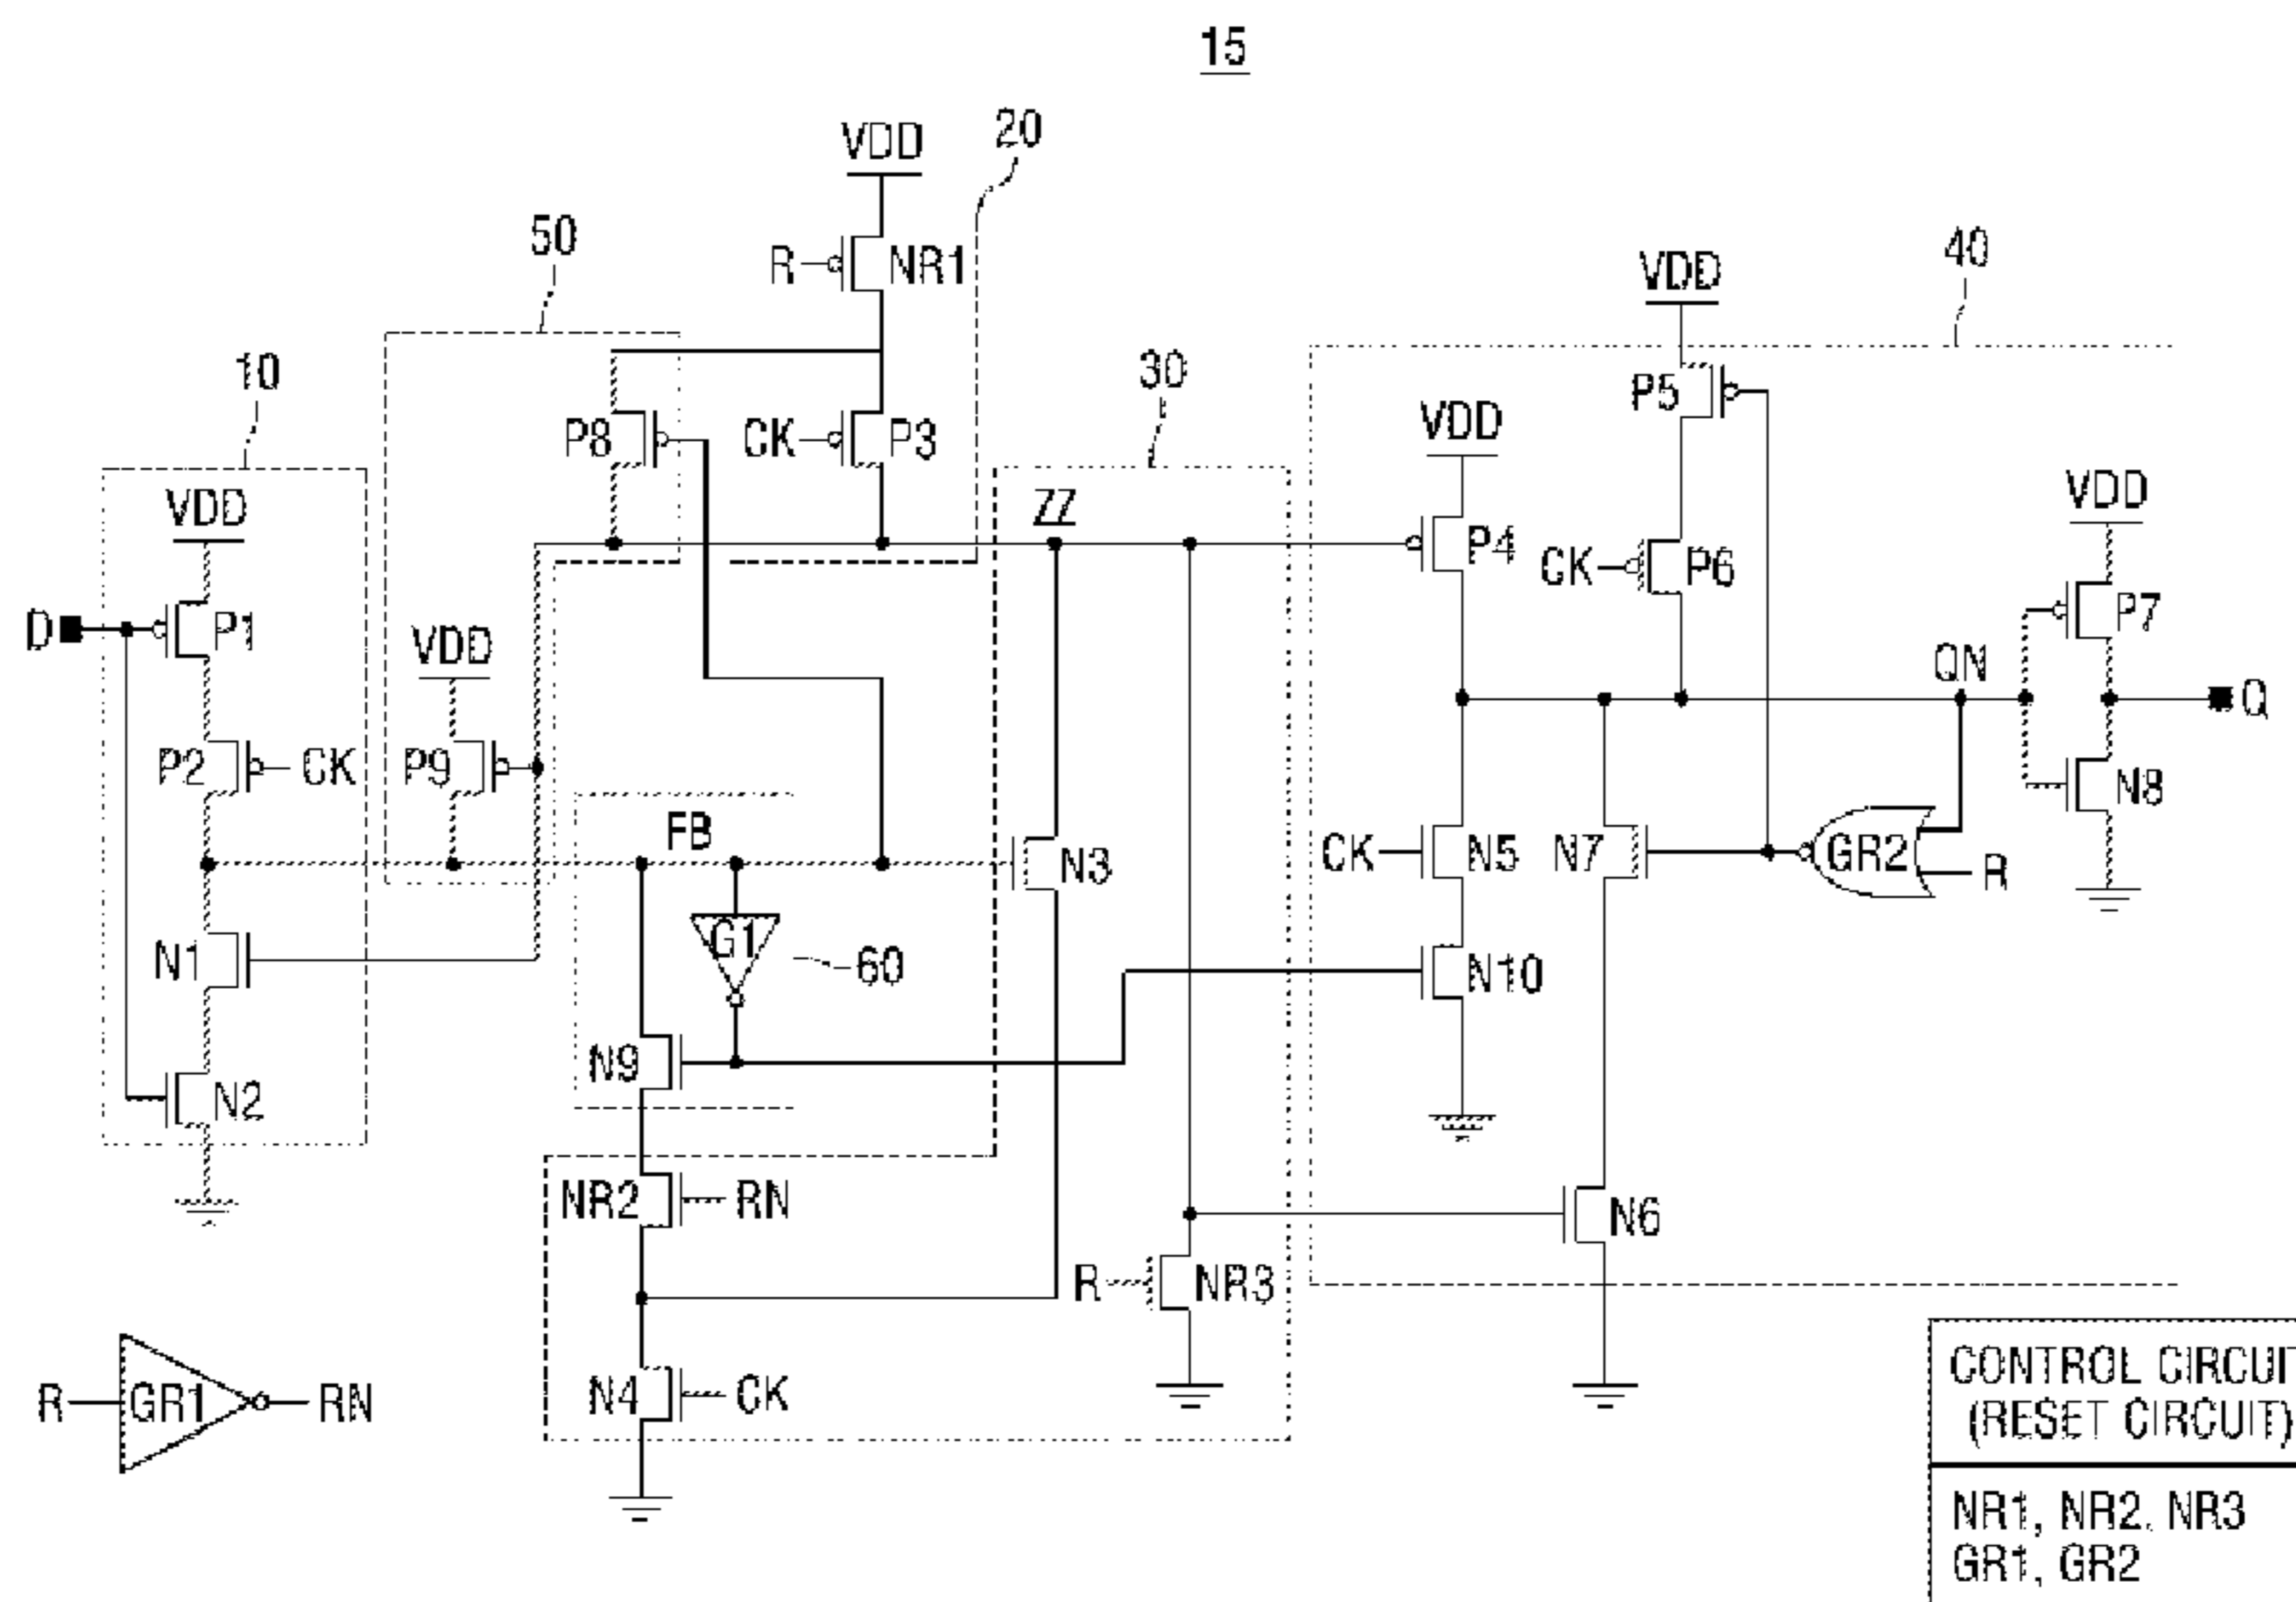 15
VDD
20
50
R
NR1
40
VDD
10
30
P5
P8
CK
P3
VDD
VDD
ZZ
VDD
P4
CK
P6
D
P1
VDD
P7
QN
Q
P2
CK
P9
N8
FB
N3
CK
N5
N7
GR2
R
N1
G1
60
N10
N9
N2
NR2
RN
N6
R
NR3
R
GR1
RN
N4
CK
CONTROL CIRCUIT
(RESET CIRCUIT)
NR1, NR2, NR3
GR1, GR2